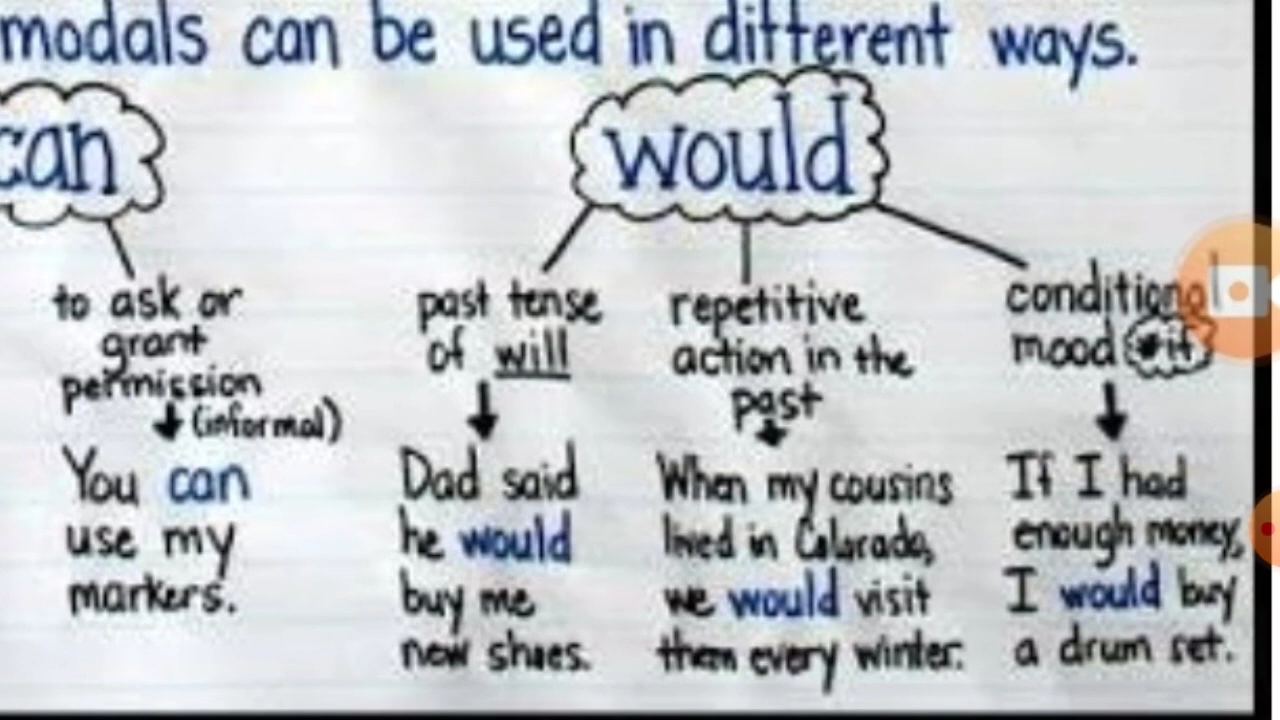 modals can be used in different ways.
can
would
to ask or
grant
permission
(informal)
You can
use my
markers.
past tense
of will
Dad said
he would
buy me
new shoes.
repetitive
action in the
past
When my cousins
lived in Colorado,
we would visit
them every winter.
conditional
mood *if
If I had
enough money,
I would buy
a drum set.